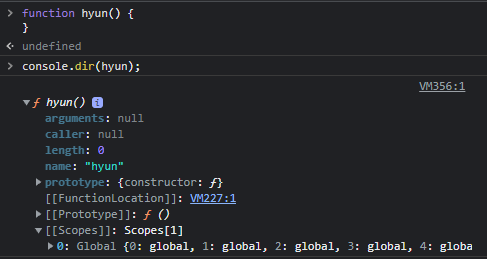 > function hyun() {
}
<· undefined
> console.dir(hyun);
VM356:1
▼ ƒ hyun() i
arguments: null
caller: null
length: 0
name: "hyun"
▶ prototype: {constructor: ƒ}
[[FunctionLocation]]: VM227:1
▶ [[Prototype]]: ƒ ()
▼ [[Scopes]]: Scopes[1]
▶ 0: Global {0: global, 1: global, 2: global, 3: global, 4: globa